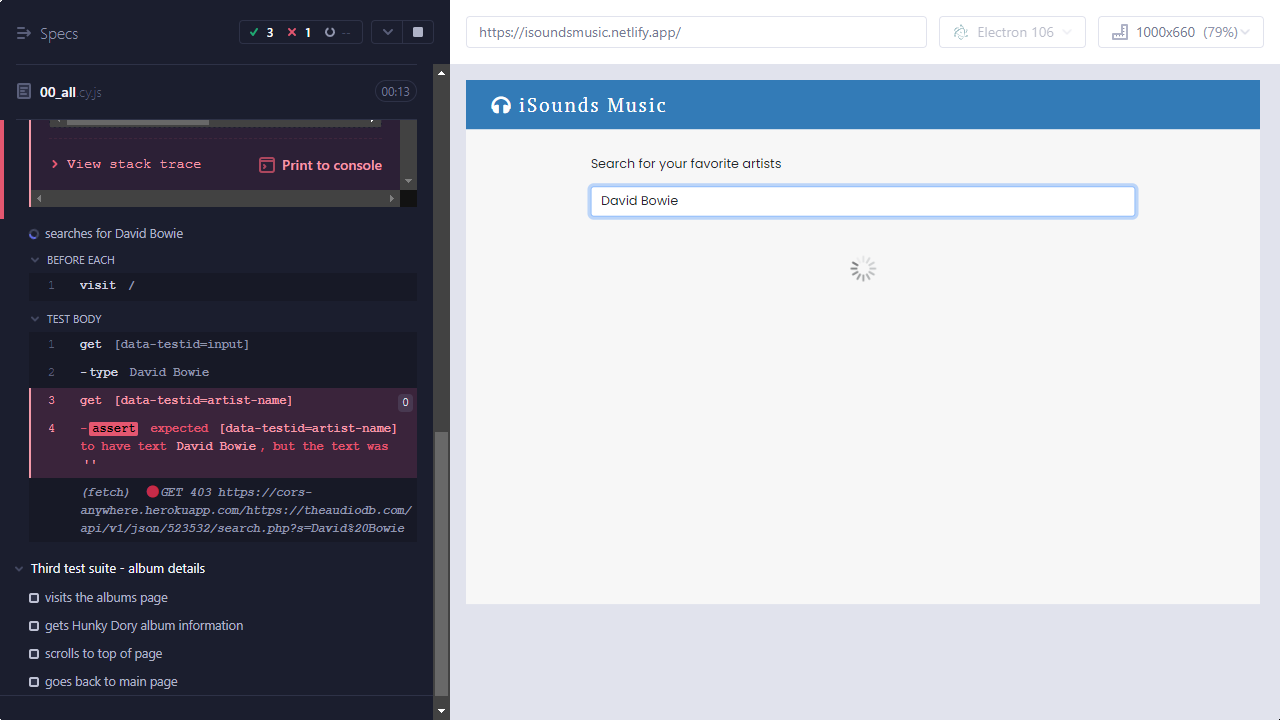 Specs
3 1 --
https://isoundsmusic.netlify.app/
Electron 106
1000x660 (79%)
00_all.cy.js
00:13
iSounds Music
View stack trace
Print to console
Search for your favorite artists
David Bowie
searches for David Bowie
BEFORE EACH
1 visit /
TEST BODY
1 get [data-testid=input]
2 -type David Bowie
3 get [data-testid=artist-name] 0
4 -assert expected [data-testid=artist-name]
to have text David Bowie, but the text was
''
(fetch) GET 403 https://cors-
anywhere.herokuapp.com/https://theaudiodb.com/
api/v1/json/523532/search.php?s=David%20Bowie
Third test suite - album details
visits the albums page
gets Hunky Dory album information
scrolls to top of page
goes back to main page